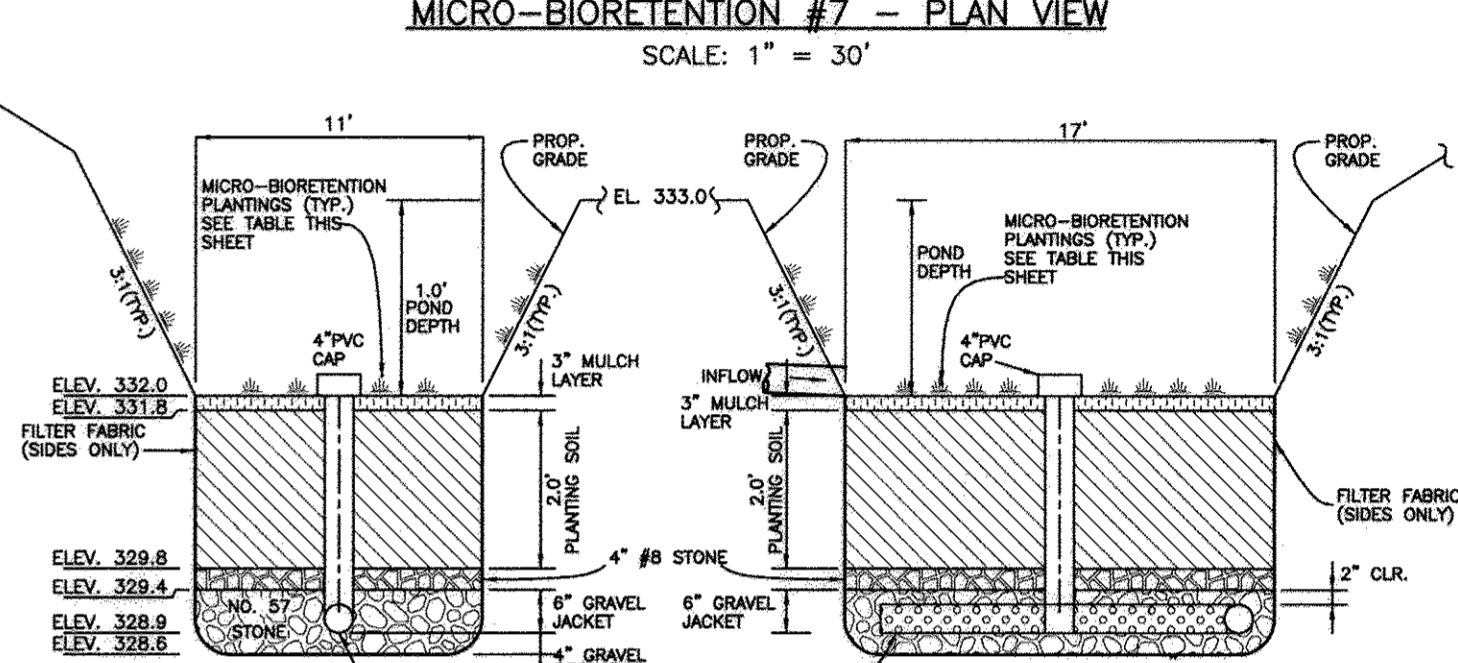 MICRO-BIORETENTION #7 - PLAN VIEW
SCALE: 1" = 30'
11'
PROP.
GRADE
MICRO-BIORETENTION
PLANTINGS (TYP.)
SEE TABLE THIS
SHEET
EL. 333.0
3:1(TYP.)
1.0'
POND
DEPTH
3:1(TYP.)
4"PVC
CAP
3" MULCH
LAYER
ELEV. 332.0
ELEV. 331.8
FILTER FABRIC
(SIDES ONLY)
2.0'
PLANTING SOIL
ELEV. 329.8
ELEV. 329.4
4" #8 STONE
NO. 57
STONE
6" GRAVEL
JACKET
ELEV. 328.9
ELEV. 328.6
4" GRAVEL
17'
PROP.
GRADE
PROP.
GRADE
MICRO-BIORETENTION
PLANTINGS (TYP.)
SEE TABLE THIS
SHEET
POND
DEPTH
3:1(TYP.)
3:1(TYP.)
4"PVC
CAP
INFLOW
3" MULCH
LAYER
2.0'
PLANTING SOIL
FILTER FABRIC
(SIDES ONLY)
2" CLR.
6" GRAVEL
JACKET